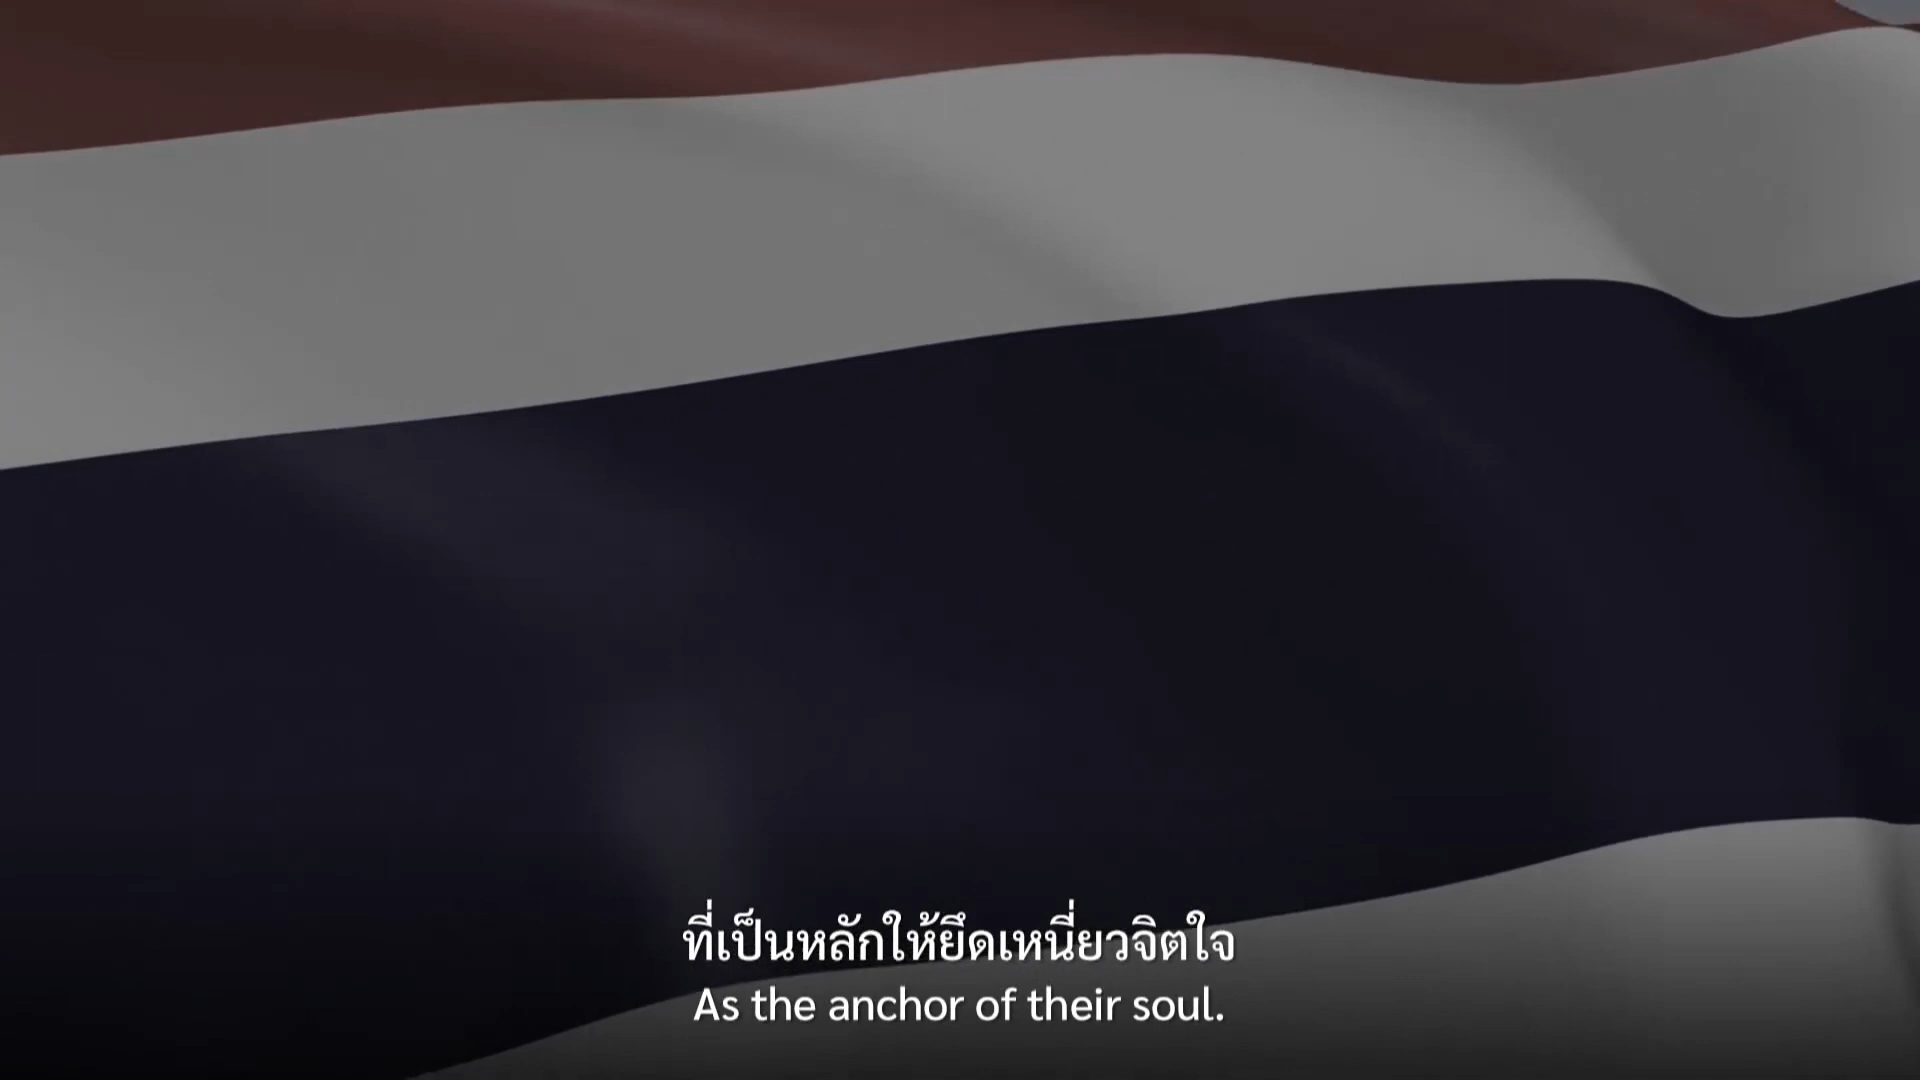 ที่เป็นหลักให้ยึดเหนี่ยวจิตใจ
As the anchor of their soul.